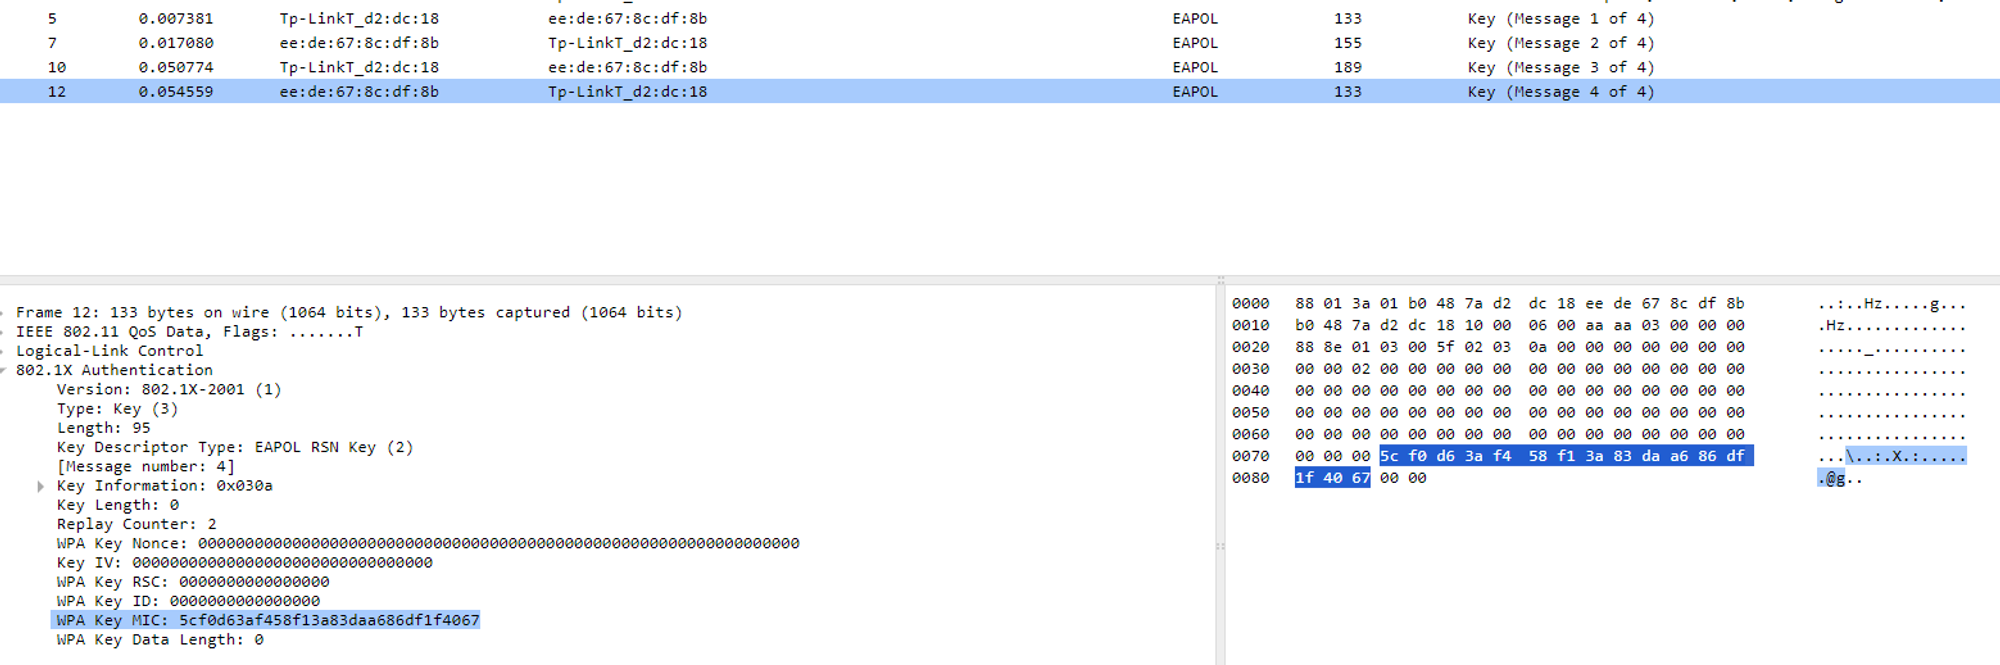 5 0.007381 Tp-LinkT_d2:dc:18 ee:de:67:8c:df:8b EAPOL 133 Key (Message 1 of 4)
7 0.017080 ee:de:67:8c:df:8b Tp-LinkT_d2:dc:18 EAPOL 155 Key (Message 2 of 4)
10 0.050774 Tp-LinkT_d2:dc:18 ee:de:67:8c:df:8b EAPOL 189 Key (Message 3 of 4)
12 0.054559 ee:de:67:8c:df:8b Tp-LinkT_d2:dc:18 EAPOL 133 Key (Message 4 of 4)
Frame 12: 133 bytes on wire (1064 bits), 133 bytes captured (1064 bits)
IEEE 802.11 QoS Data, Flags: .......T
Logical-Link Control
802.1X Authentication
Version: 802.1X-2001 (1)
Type: Key (3)
Length: 95
Key Descriptor Type: EAPOL RSN Key (2)
[Message number: 4]
Key Information: 0x030a
Key Length: 0
Replay Counter: 2
WPA Key Nonce: 0000000000000000000000000000000000000000000000000000000000000000
Key IV: 00000000000000000000000000000000
WPA Key RSC: 0000000000000000
WPA Key ID: 0000000000000000
WPA Key MIC: 5cf0d63af458f13a83daa686df1f4067
WPA Key Data Length: 0
0000 88 01 3a 01 b0 48 7a d2 dc 18 ee de 67 8c df 8b ..:..Hz.....g...
0010 b0 48 7a d2 dc 18 10 00 06 00 aa aa 03 00 00 00 .Hz.............
0020 88 8e 01 03 00 5f 02 03 0a 00 00 00 00 00 00 00 ....._..........
0030 00 00 02 00 00 00 00 00 00 00 00 00 00 00 00 00 ................
0040 00 00 00 00 00 00 00 00 00 00 00 00 00 00 00 00 ................
0050 00 00 00 00 00 00 00 00 00 00 00 00 00 00 00 00 ................
0060 00 00 00 00 00 00 00 00 00 00 00 00 00 00 00 00 ................
0070 00 00 00 5c f0 d6 3a f4 58 f1 3a 83 da a6 86 df ...\..:.X.:.....
0080 1f 40 67 00 00 .@g..